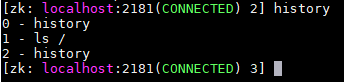 [zk: localhost:2181(CONNECTED) 2] history
0 - history
1 - ls /
2 - history
[zk: localhost:2181(CONNECTED) 3]